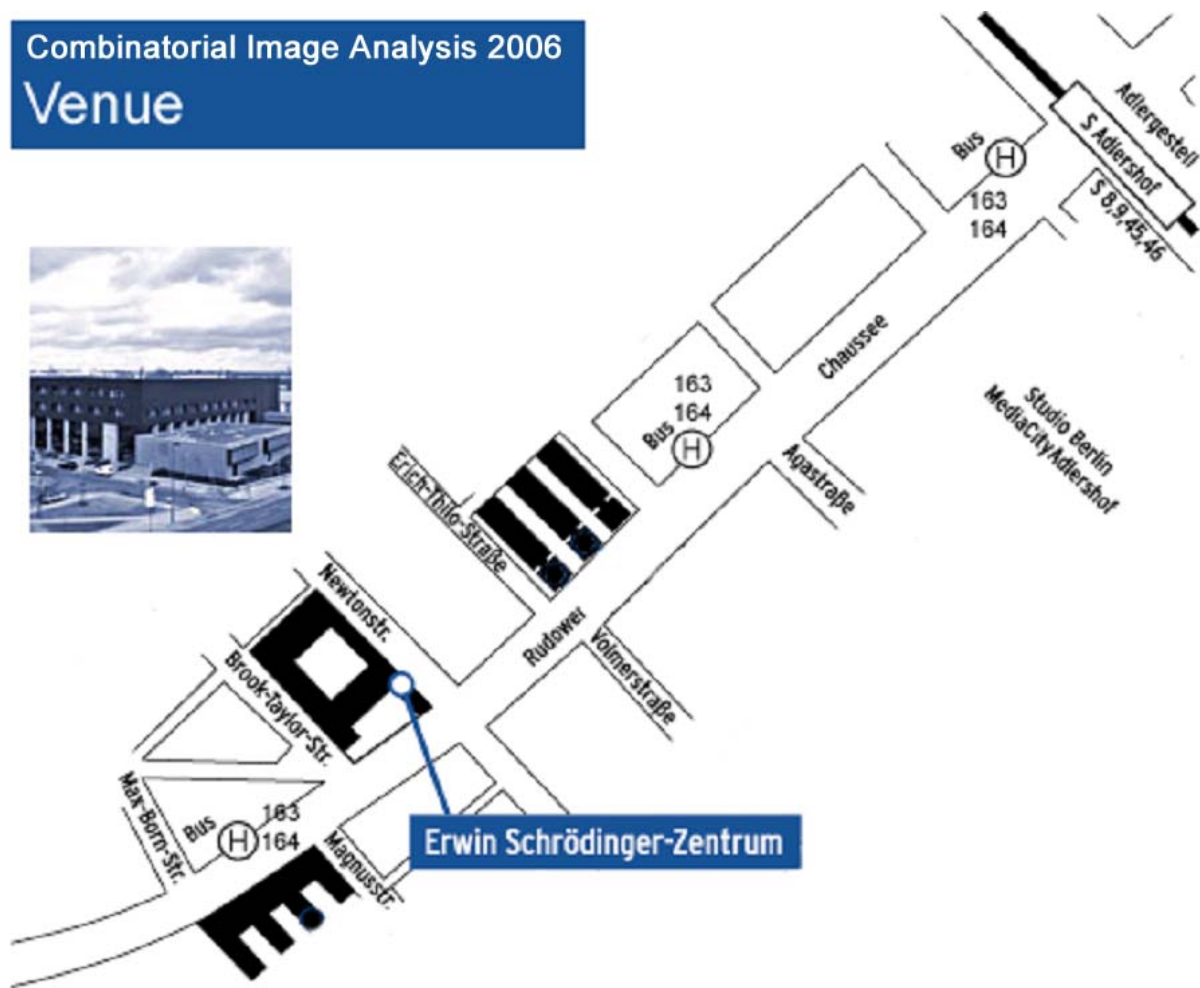 Combinatorial Image Analysis 2006
Venue
Adlergestell
S Adlershof
S 8,9,45,46
Bus
H
163
164
Chaussee
Studio Berlin
MediaCityAdlershof
163
164
Bus
H
Agastraße
Erich-Thilo-Straße
Rudower
Volmerstraße
Newtonstr.
Brook-Taylor-Str.
Max-Born-Str.
Bus
H
163
164
Magnusstr.
Erwin Schrödinger-Zentrum